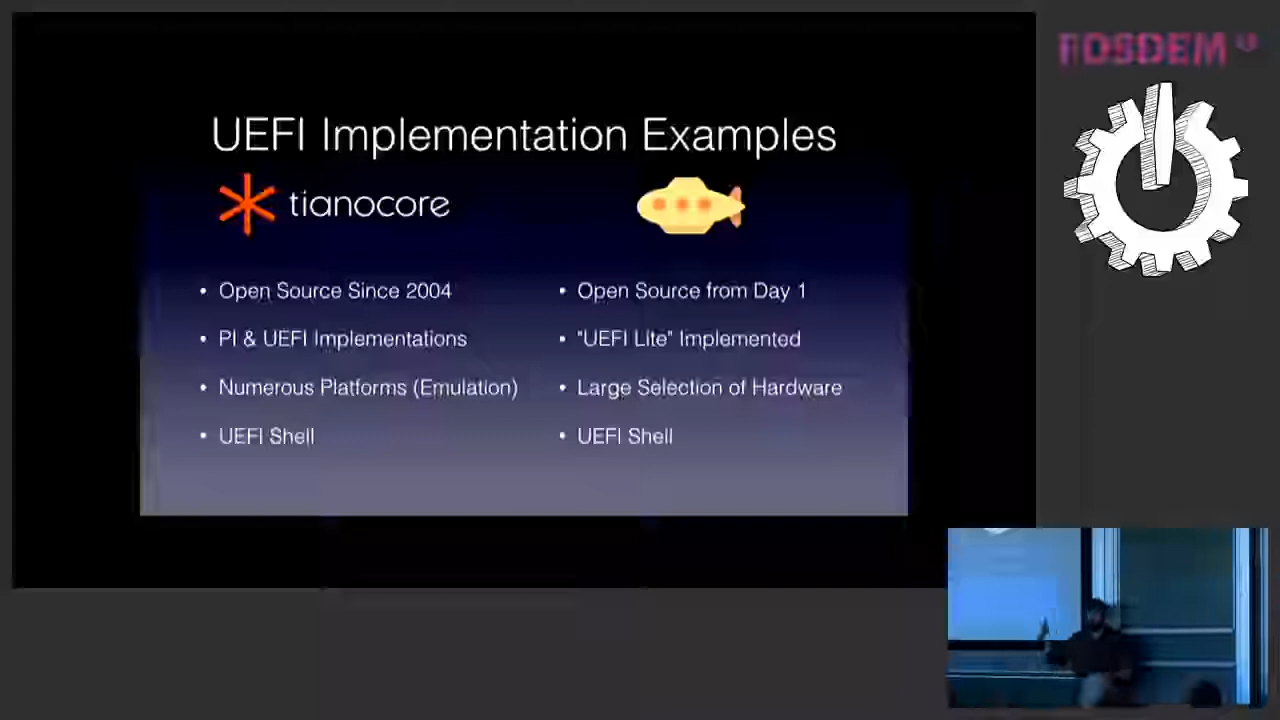 FOSDEM
UEFI Implementation Examples
tianocore
• Open Source Since 2004
• PI & UEFI Implementations
• Numerous Platforms (Emulation)
• UEFI Shell
• Open Source from Day 1
• "UEFI Lite" Implemented
• Large Selection of Hardware
• UEFI Shell